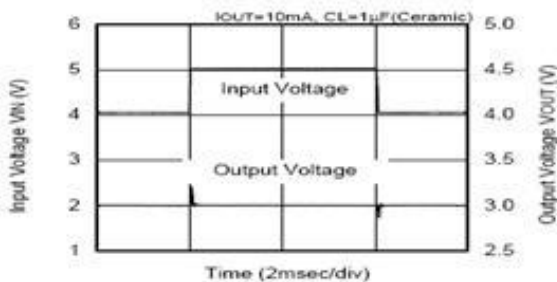 IOUT=10mA, CL=1µF(Ceramic)
6
5
4
3
2
1
Input Voltage VIN (V)
Input Voltage
Output Voltage
5.0
4.5
4.0
3.5
3.0
2.5
Output Voltage VOUT (V)
Time (2msec/div)